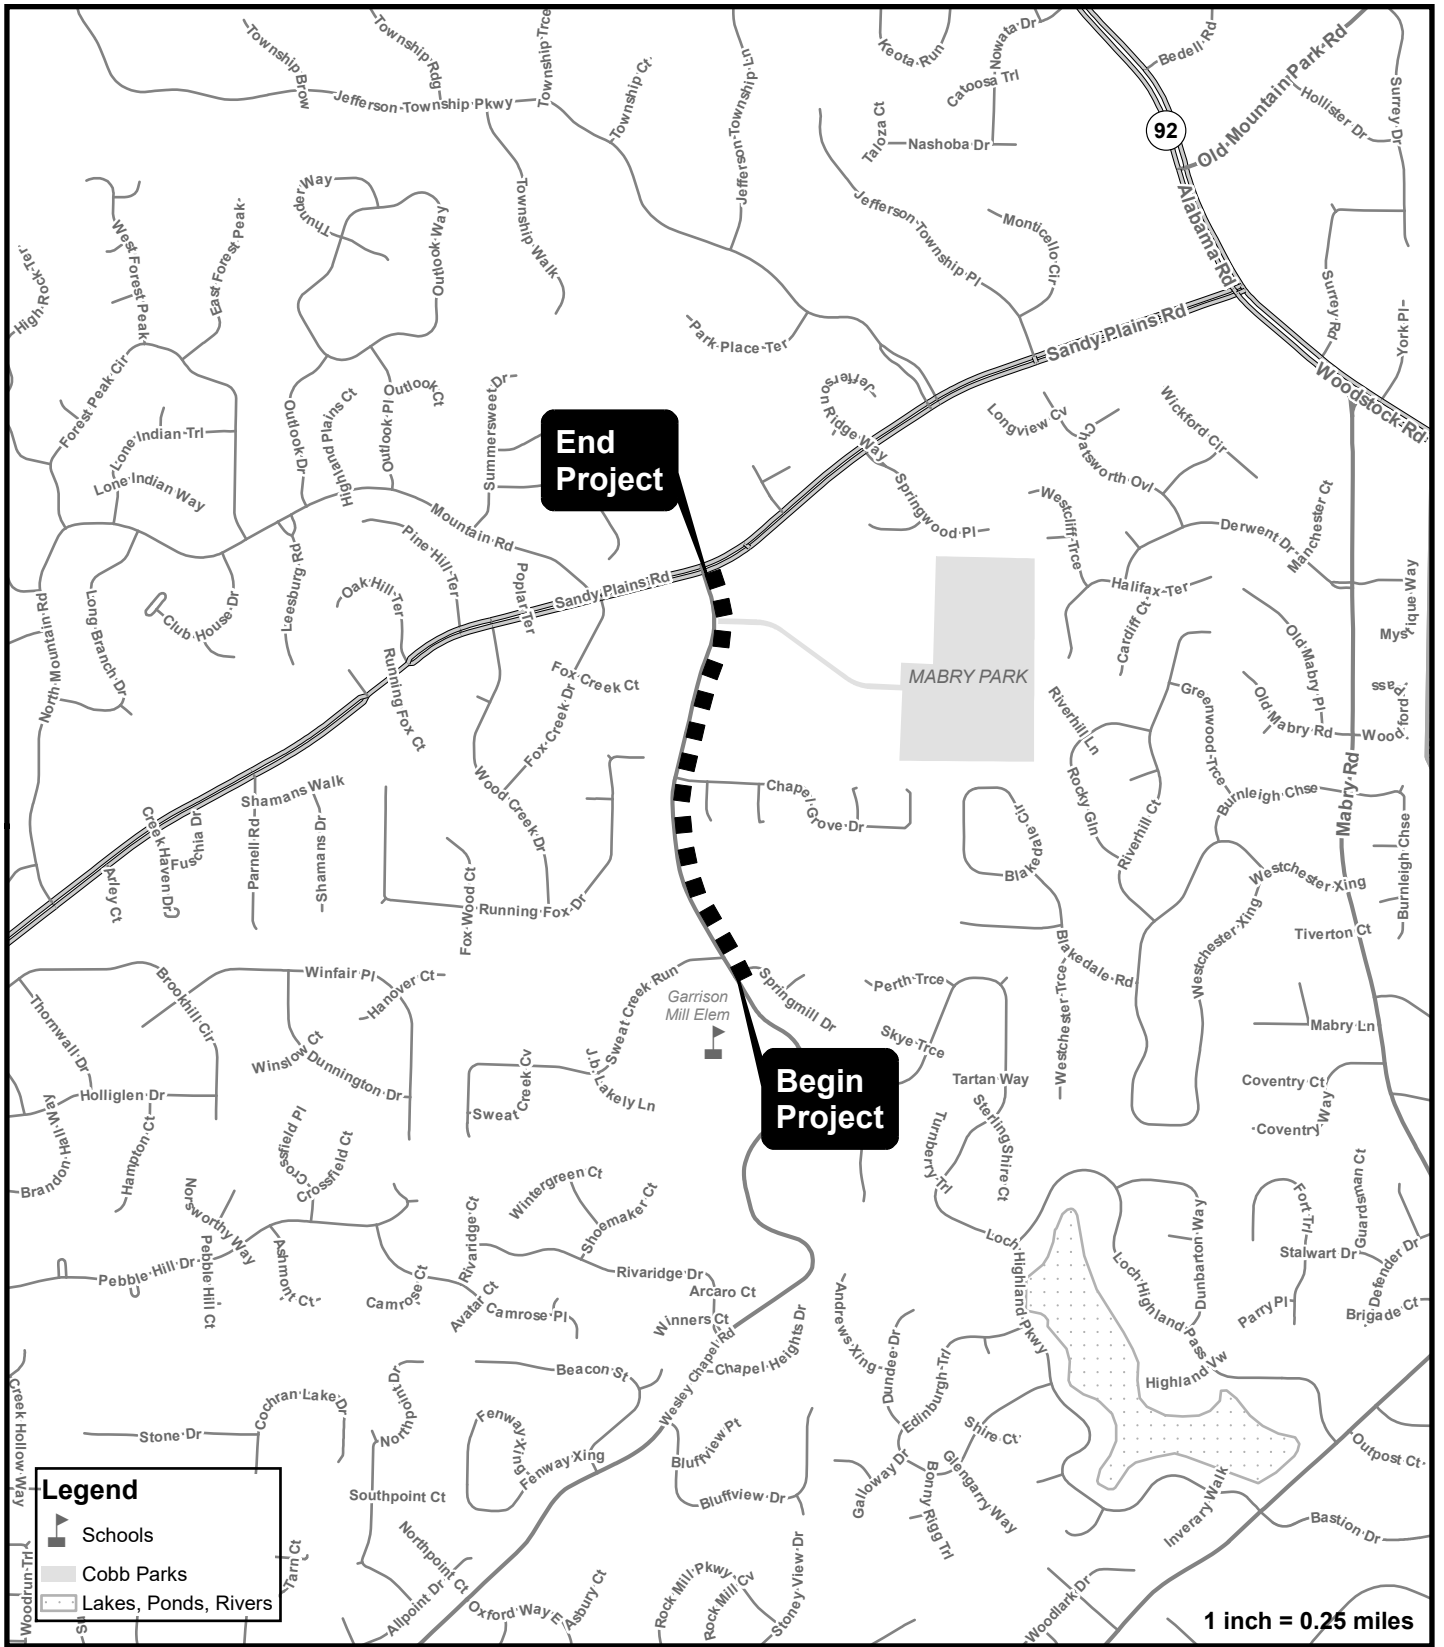 Township Brow
Township Rdg
Township Trce
Township Ct
Jefferson Township Ln
Keota Run
Nowata Dr
Catoosa Trl
Bedell Rd
Old Mountain Park Rd
Hollister Dr
Surrey Dr
Jefferson Township Pkwy
Taloza Ct
Nashoba Dr
92
Alabama Rd
Thunder Way
Outlook Way
Township Walk
Jefferson Township Pl
Monticello Cir
West Forest Peak
East Forest Peak
High Rock Ter
Surrey Rd
York Pl
Park Place Ter
Sandy Plains Rd
Woodstock Rd
Forest Peak Cir
Lone Indian Trl
Lone Indian Way
Outlook Dr
Highland Plains Ct
Outlook Pl
Outlook Ct
Summersweet Dr
End
Project
Jefferson Ridge Way
Longview Cv
Chatsworth Ovl
Wickford Cir
Springwood Pl
Westcliff Trce
Derwent Dr
Manchester Ct
Mountain Rd
Pine Hill Ter
Oak Hill Ter
Poplar Ter
Sandy Plains Rd
Leesburg Rd
Club House Dr
Long Branch Dr
North Mountain Rd
Running Fox Ct
Fox Creek Ct
Fox Creek Dr
Wood Creek Dr
MABRY PARK
Halifax Ter
Cardiff Ct
Mystique Way
Old Mabry Pl
Old Mabry Rd
Woodford Pass
Greenwood Trce
Riverhill Ln
Rocky Gln
Riverhill Ct
Burnleigh Chse
Mabry Rd
Burnleigh Chse
Shamans Walk
Creek Haven Dr
Fuschia Dr
Parnell Rd
Shamans Dr
Arley Ct
Chapel Grove Dr
Blakedale Cir
Westchester Xing
Westchester Xing
Tiverton Ct
Fox Wood Ct
Running Fox Dr
Blakedale Rd
Westchester Trce
Winfair Pl
Hanover Ct
Brookhill Cir
Thornwall Dr
Winslow Ct
Dunnington Dr
Holliglen Dr
Sweat Creek Run
Garrison
Mill Elem
Springmill Dr
Perth Trce
Skye Trce
Tartan Way
Mabry Ln
Coventry Ct
Coventry Way
Begin
Project
Sweat Creek Cv
J.b. Lakely Ln
Turnberry Trl
Sterling Shire Ct
Brandon Hall Way
Hampton Ct
Crossfield Pl
Crossfield Ct
Norsworthy Way
Pebble Hill Dr
Pebble Hill Ct
Ashmont Ct
Wintergreen Ct
Shoemaker Ct
Rivaridge Ct
Rivaridge Dr
Arcaro Ct
Camrose Ct
Avatar Ct
Camrose Pl
Winners Ct
Wesley Chapel Rd
Chapel Heights Dr
Andrews Xing
Dundee Dr
Edinburgh Trl
Loch Highland Pkwy
Loch Highland Pass
Dunbarton Way
Highland Vw
Fort Trl
Guardsman Ct
Stalwart Dr
Defender Dr
Parry Pl
Brigade Ct
Creek Hollow Way
Stone Dr
Cochran Lake Dr
Northpoint Dr
Beacon St
Fenway Xing
Fenway Xing
Bluffview Pt
Bluffview Dr
Galloway Dr
Shire Ct
Glengarry Way
Bonny Rigg Trl
Outpost Ct
Inverary Walk
Bastion Dr
Southpoint Ct
Northpoint Ct
Allpoint Dr
Tarn Ct
Woodrun Trl
Oxford Way E
Asbury Ct
Rock Mill Pkwy
Rock Mill Cv
Stoney View Dr
Woodlark Dr
Legend
Schools
Cobb Parks
Lakes, Ponds, Rivers
1 inch = 0.25 miles